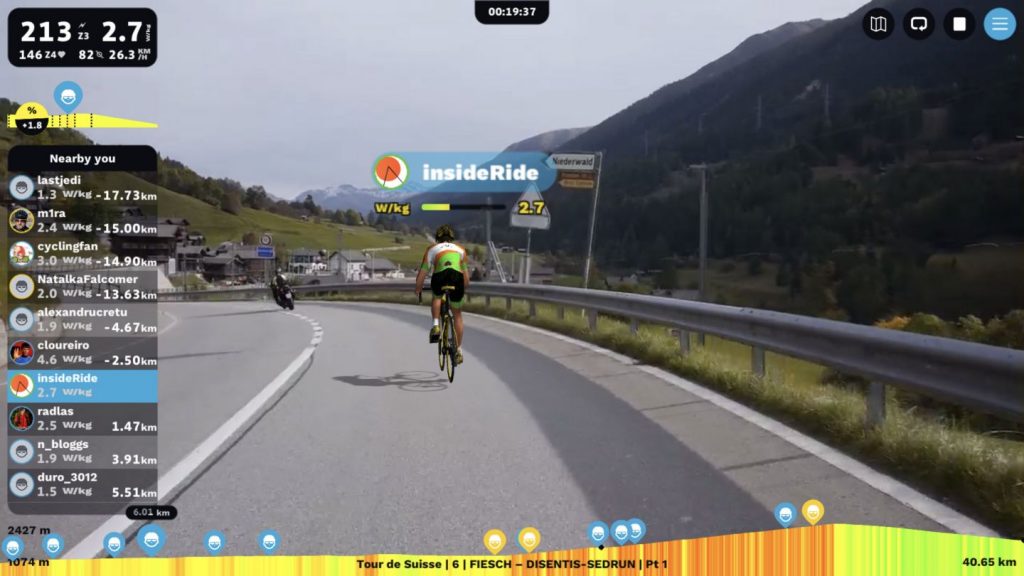 00:19:37
213 Z3 2.7 Pw/kg
146 Z4 82 26.3 KM/H
%
+1.8
Nearby you
lastjedi
1.3 W/kg -17.73km
m1ra
2.4 W/kg -15.00km
cyclingfan
3.0 W/kg -14.90km
NatalkaFalcomer
2.0 W/kg -13.63km
alexandrucretu
1.9 W/kg -4.67km
cloureiro
4.6 W/kg -2.50km
insideRide
2.7 W/kg
radlas
2.5 W/kg 1.47km
n_bloggs
1.9 W/kg 3.91km
duro_3012
1.5 W/kg 5.51km
insideRide
W/kg 2.7
Niederwald
6.01 km
2427 m
1074 m
Tour de Suisse | 6 | FIESCH – DISENTIS-SEDRUN | Pt 1
40.65 km